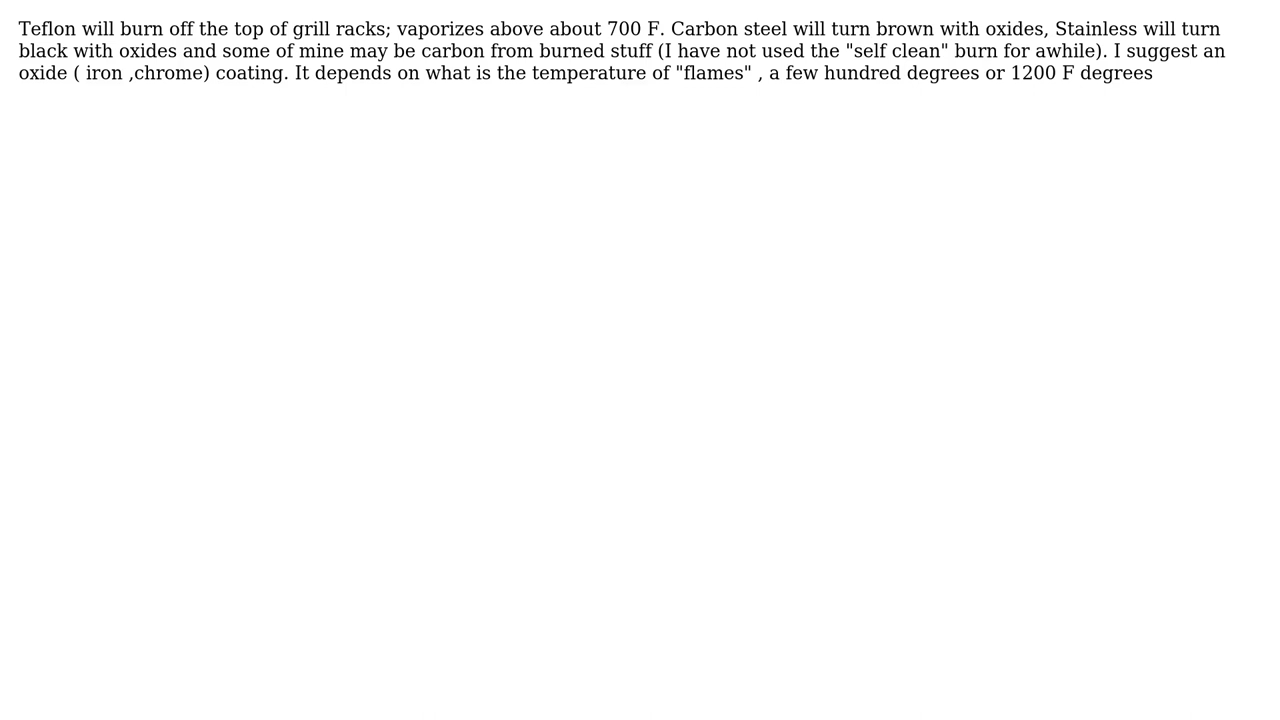 Teflon will burn off the top of grill racks; vaporizes above about 700 F. Carbon steel will turn brown with oxides, Stainless will turn
black with oxides and some of mine may be carbon from burned stuff (I have not used the "self clean" burn for awhile). I suggest an
oxide ( iron ,chrome) coating. It depends on what is the temperature of "flames" , a few hundred degrees or 1200 F degrees